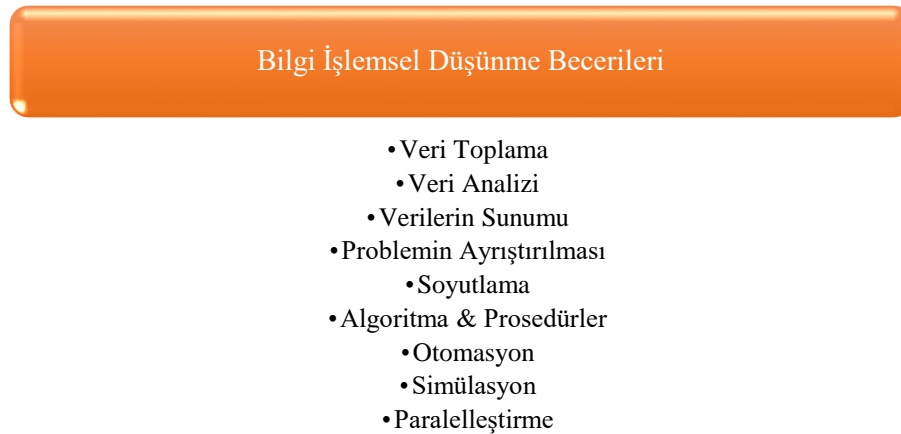 Bilgi İşlemsel Düşünme Becerileri
•Veri Toplama
•Veri Analizi
•Verilerin Sunumu
•Problemin Ayrıştırılması
•Soyutlama
•Algoritma & Prosedürler
•Otomasyon
•Simülasyon
•Paralelleştirme